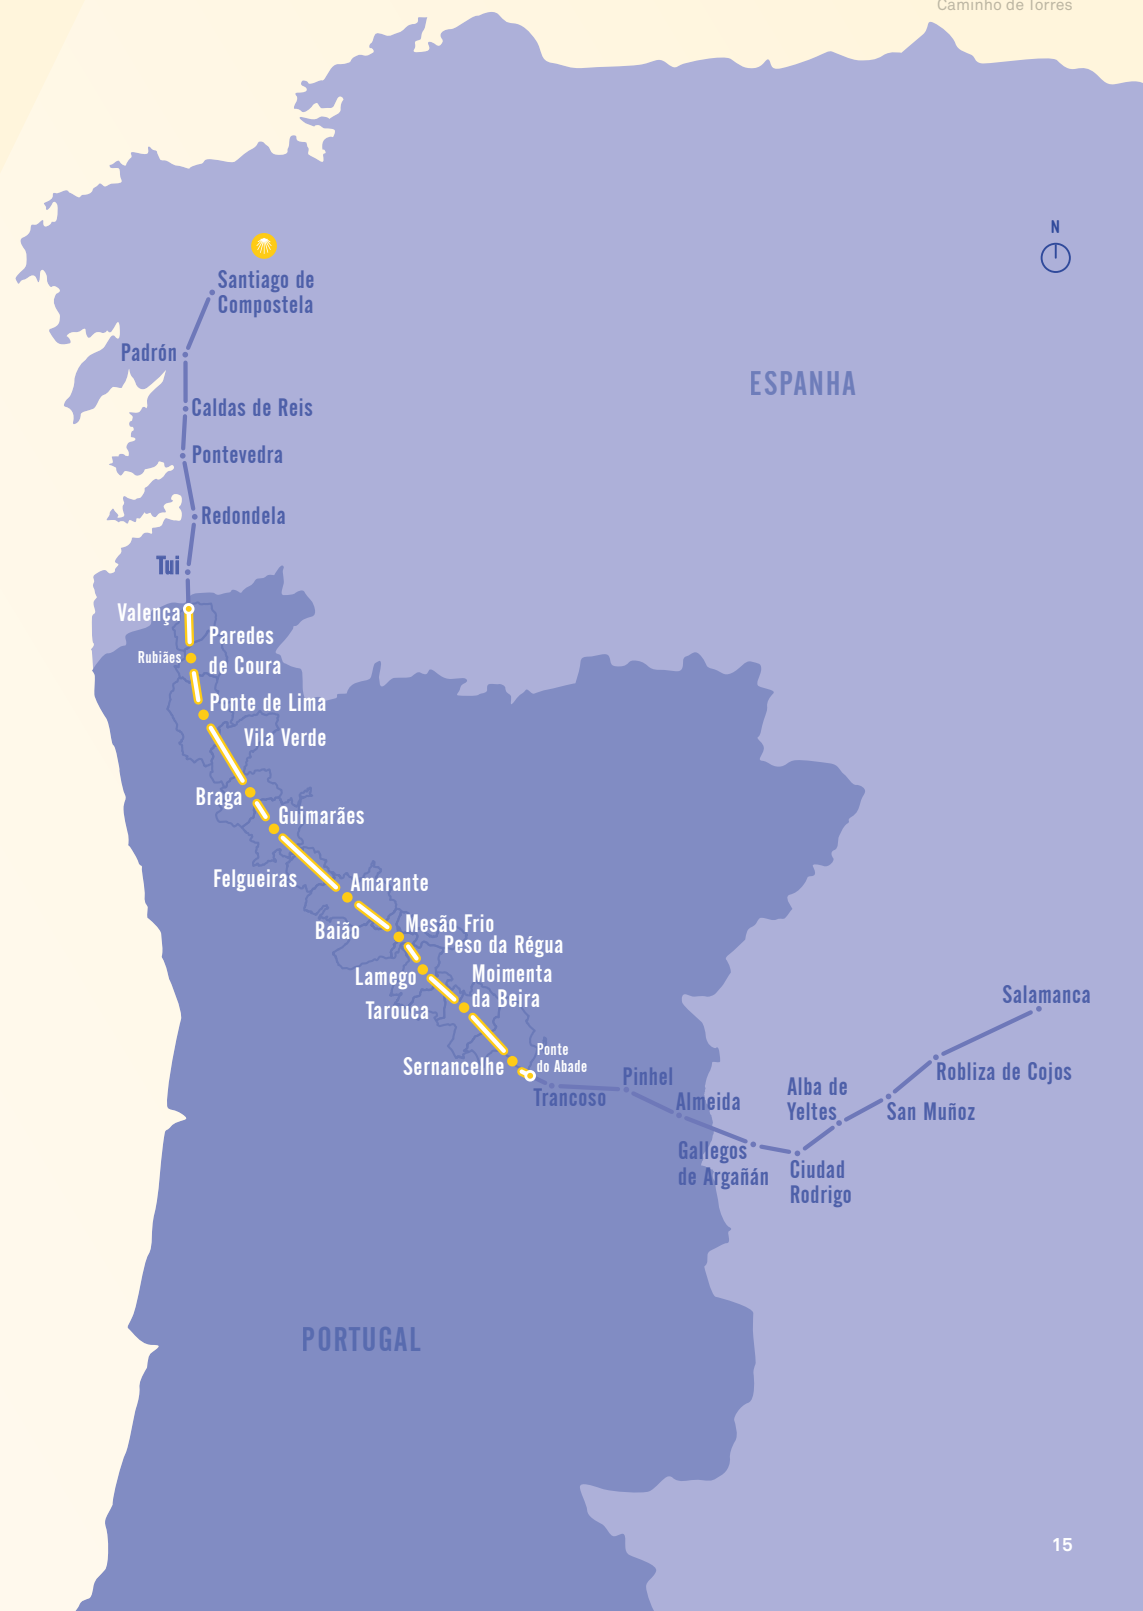 Caminho de Torres
N
Santiago de
Compostela
Padrón
ESPANHA
Caldas de Reis
Pontevedra
Redondela
Tui
Valença
Paredes
de Coura
Rubiães
Ponte de Lima
Vila Verde
Braga
Guimarães
Felgueiras
Amarante
Baião
Mesão Frio
Peso da Régua
Lamego
Moimenta
da Beira
Tarouca
Salamanca
Sernancelhe
Ponte
do Abade
Trancoso
Pinhel
Almeida
Robliza de Cojos
Alba de
Yeltes
San Muñoz
Gallegos
de Argañán
Ciudad
Rodrigo
PORTUGAL
15